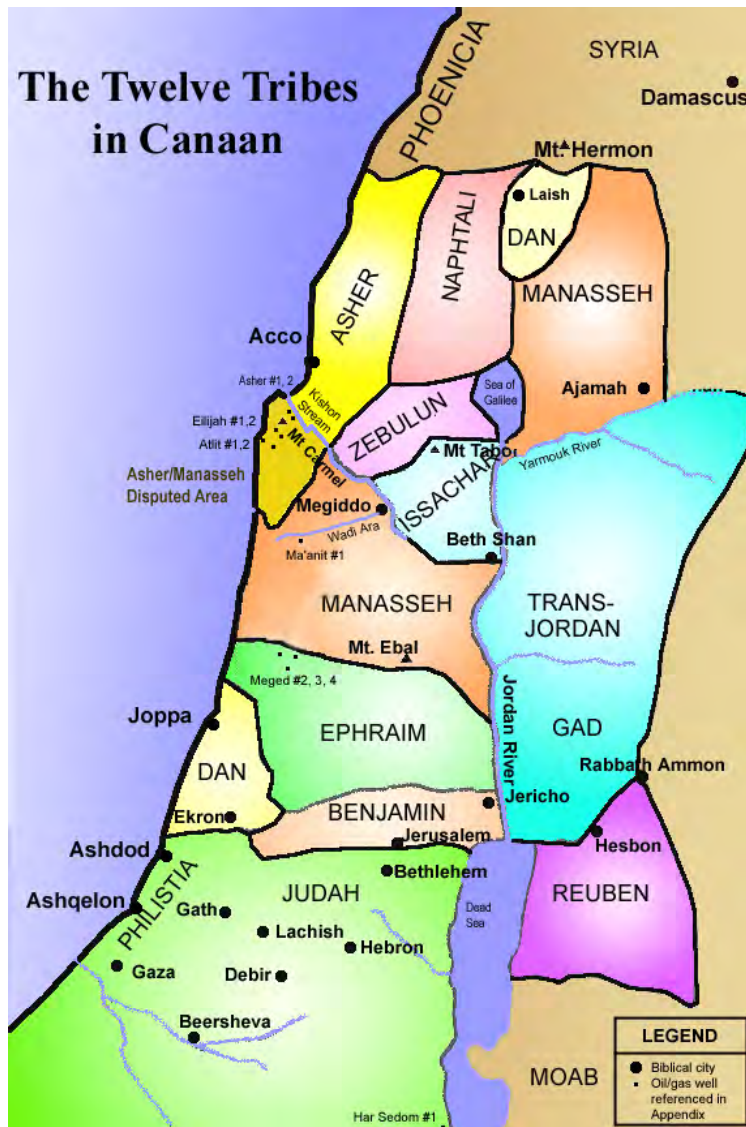 The Twelve Tribes
in Canaan
PHOENICIA
SYRIA
Damascus
Mt. Hermon
Laish
DAN
NAPHTALI
ASHER
MANASSEH
Acco
Asher #1, 2
Kishon
Stream
Sea of
Galilee
Ajamah
Eilijah #1,2
Atlit #1,2
Mt Carmel
ZEBULUN
Mt Tabor
Yarmouk River
Asher/Manasseh
Disputed Area
ISSACHAR
Megiddo
Wadi Ara
Beth Shan
Ma'anit #1
MANASSEH
TRANS-
JORDAN
Mt. Ebal
Meged #2, 3, 4
Jordan River
Joppa
EPHRAIM
GAD
DAN
Rabbath Ammon
Ekron
BENJAMIN
Jericho
Jerusalem
Hesbon
Ashdod
Bethlehem
PHILISTIA
JUDAH
REUBEN
Ashqelon
Gath
Dead
Sea
Lachish
Hebron
Gaza
Debir
Beersheva
MOAB
Har Sedom #1
LEGEND
Biblical city
Oil/gas well
referenced in
Appendix